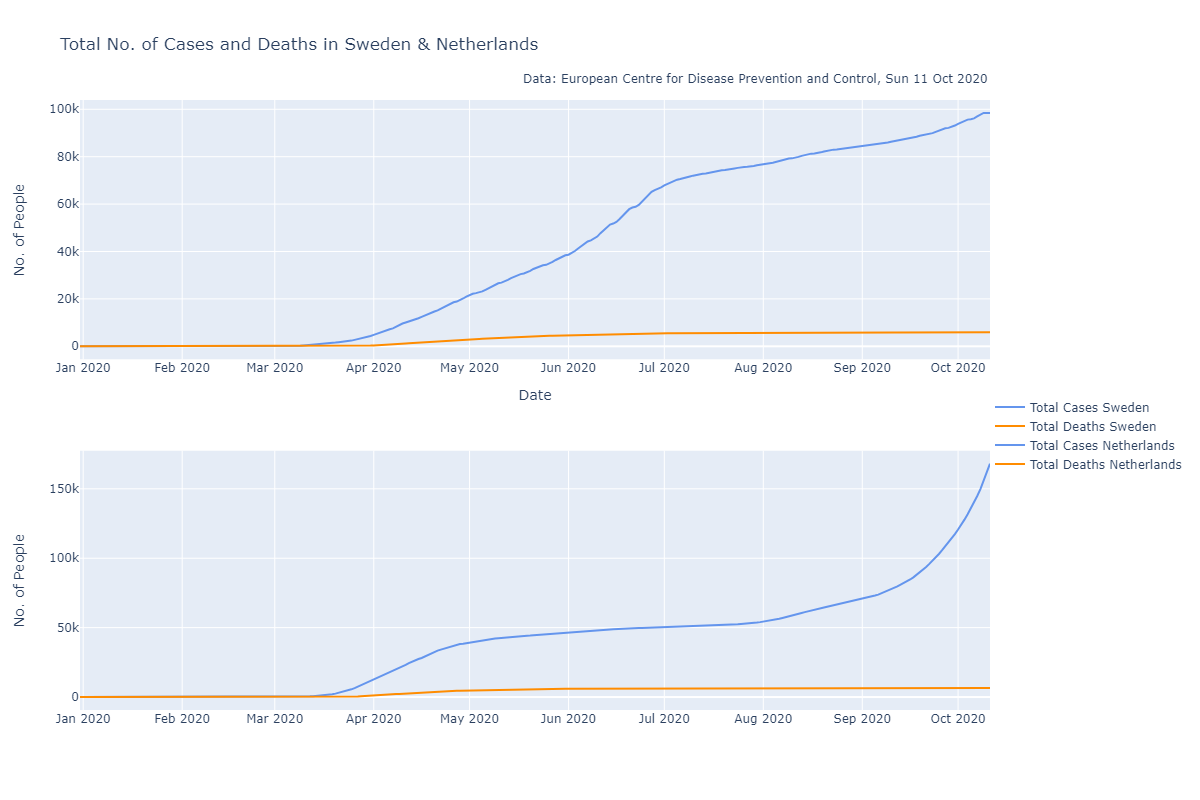 Total No. of Cases and Deaths in Sweden & Netherlands
Data: European Centre for Disease Prevention and Control, Sun 11 Oct 2020
100k
80k
60k
40k
20k
0
No. of People
Jan 2020 Feb 2020 Mar 2020 Apr 2020 May 2020 Jun 2020 Jul 2020 Aug 2020 Sep 2020 Oct 2020
Date
Total Cases Sweden
Total Deaths Sweden
Total Cases Netherlands
Total Deaths Netherlands
150k
100k
50k
0
No. of People
Jan 2020 Feb 2020 Mar 2020 Apr 2020 May 2020 Jun 2020 Jul 2020 Aug 2020 Sep 2020 Oct 2020